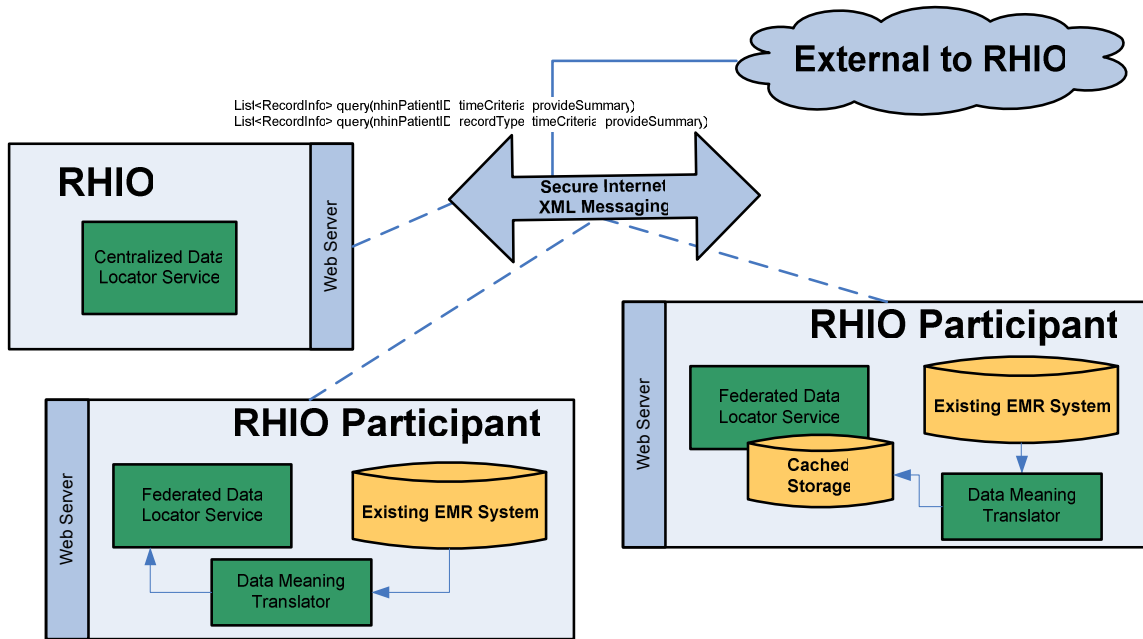 External to RHIO
List<RecordInfo> query(nhinPatientID timeCriteria provideSummary)
List<RecordInfo> query(nhinPatientID recordType timeCriteria provideSummary)
RHIO
Centralized Data
Locator Service
Web Server
Secure Internet
XML Messaging
RHIO Participant
Web Server
Federated Data
Locator Service
Existing EMR System
Cached
Storage
Data Meaning
Translator
RHIO Participant
Web Server
Federated Data
Locator Service
Existing EMR System
Data Meaning
Translator